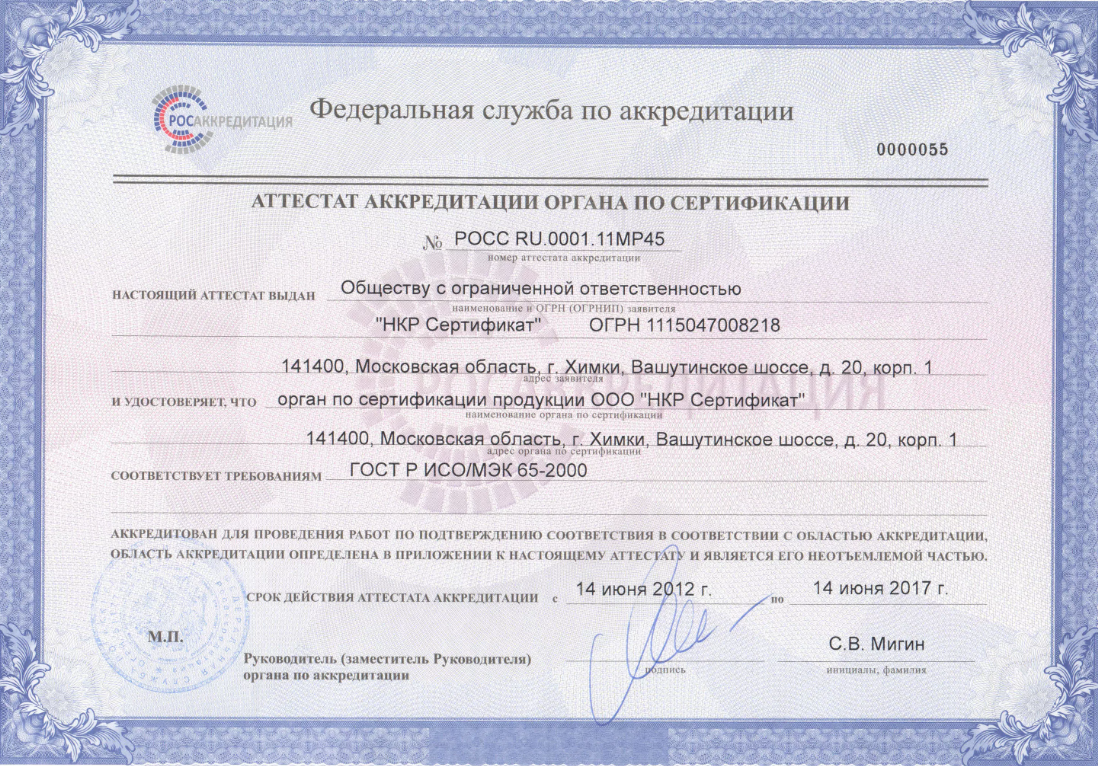 РОСАККРЕДИТАЦИЯ
Федеральная служба по аккредитации
0000055
АТТЕСТАТ АККРЕДИТАЦИИ ОРГАНА ПО СЕРТИФИКАЦИИ
№ РОСС RU.0001.11МР45
номер аттестата аккредитации
НАСТОЯЩИЙ АТТЕСТАТ ВЫДАН Обществу с ограниченной ответственностью
наименование и ОГРН (ОГРНИП) заявителя
"НКР Сертификат" ОГРН 1115047008218
141400, Московская область, г. Химки, Вашутинское шоссе, д. 20, корп. 1
адрес заявителя
РОСАККРЕДИТАЦИЯ
И УДОСТОВЕРЯЕТ, ЧТО орган по сертификации продукции ООО "НКР Сертификат"
наименование органа по сертификации
141400, Московская область, г. Химки, Вашутинское шоссе, д. 20, корп. 1
адрес органа по сертификации
СООТВЕТСТВУЕТ ТРЕБОВАНИЯМ ГОСТ Р ИСО/МЭК 65-2000
АККРЕДИТОВАН ДЛЯ ПРОВЕДЕНИЯ РАБОТ ПО ПОДТВЕРЖДЕНИЮ СООТВЕТСТВИЯ В СООТВЕТСТВИИ С ОБЛАСТЬЮ АККРЕДИТАЦИИ,
ОБЛАСТЬ АККРЕДИТАЦИИ ОПРЕДЕЛЕНА В ПРИЛОЖЕНИИ К НАСТОЯЩЕМУ АТТЕСТАТУ И ЯВЛЯЕТСЯ ЕГО НЕОТЪЕМЛЕМОЙ ЧАСТЬЮ.
СРОК ДЕЙСТВИЯ АТТЕСТАТА АККРЕДИТАЦИИ с 14 июня 2012 г. по 14 июня 2017 г.
М.П.
Руководитель (заместитель Руководителя)
органа по аккредитации
подпись
С.В. Мигин
инициалы, фамилия